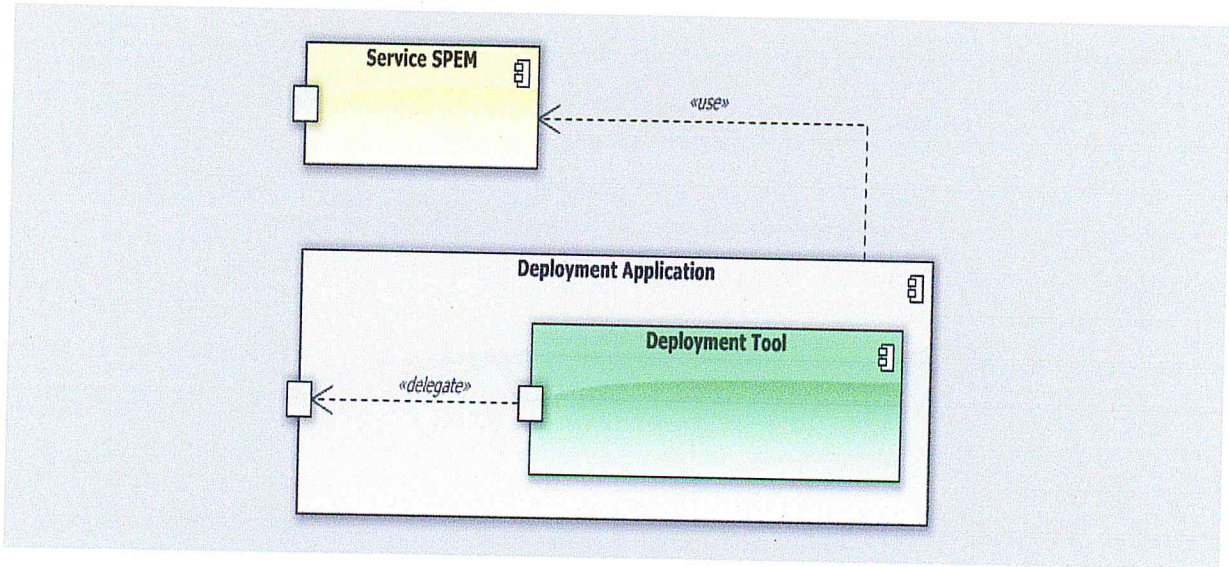 Service SPEM
«use»
Deployment Application
Deployment Tool
«delegate»